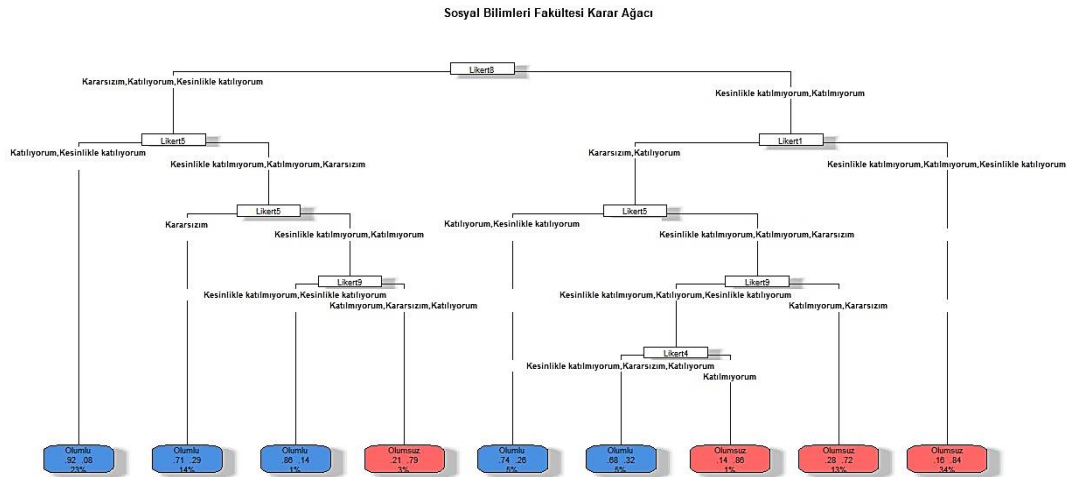 Sosyal Bilimleri Fakültesi Karar Ağacı
Likert8
Kararsızım,Katılıyorum,Kesinlikle katılıyorum
Kesinlikle katılmıyorum,Katılmıyorum
Likert5
Likert1
Katılıyorum,Kesinlikle katılıyorum
Kesinlikle katılmıyorum,Katılmıyorum,Kararsızım
Kararsızım,Katılıyorum
Kesinlikle katılmıyorum,Katılmıyorum,Kesinlikle katılıyorum
Likert5
Likert5
Kararsızım
Kesinlikle katılmıyorum,Katılmıyorum
Katılıyorum,Kesinlikle katılıyorum
Kesinlikle katılmıyorum,Katılmıyorum,Kararsızım
Likert9
Likert9
Kesinlikle katılmıyorum,Kesinlikle katılıyorum
Katılmıyorum,Kararsızım,Katılıyorum
Kesinlikle katılmıyorum,Katılıyorum,Kesinlikle katılıyorum
Katılmıyorum,Kararsızım
Likert4
Kesinlikle katılmıyorum,Kararsızım,Katılıyorum
Katılmıyorum
Olumlu
.92 .08
23%
Olumlu
.71 .29
14%
Olumlu
.86 .14
1%
Olumsuz
.21 .79
3%
Olumlu
.74 .26
5%
Olumlu
.68 .32
5%
Olumsuz
.14 .86
1%
Olumsuz
.28 .72
13%
Olumsuz
.16 .84
34%